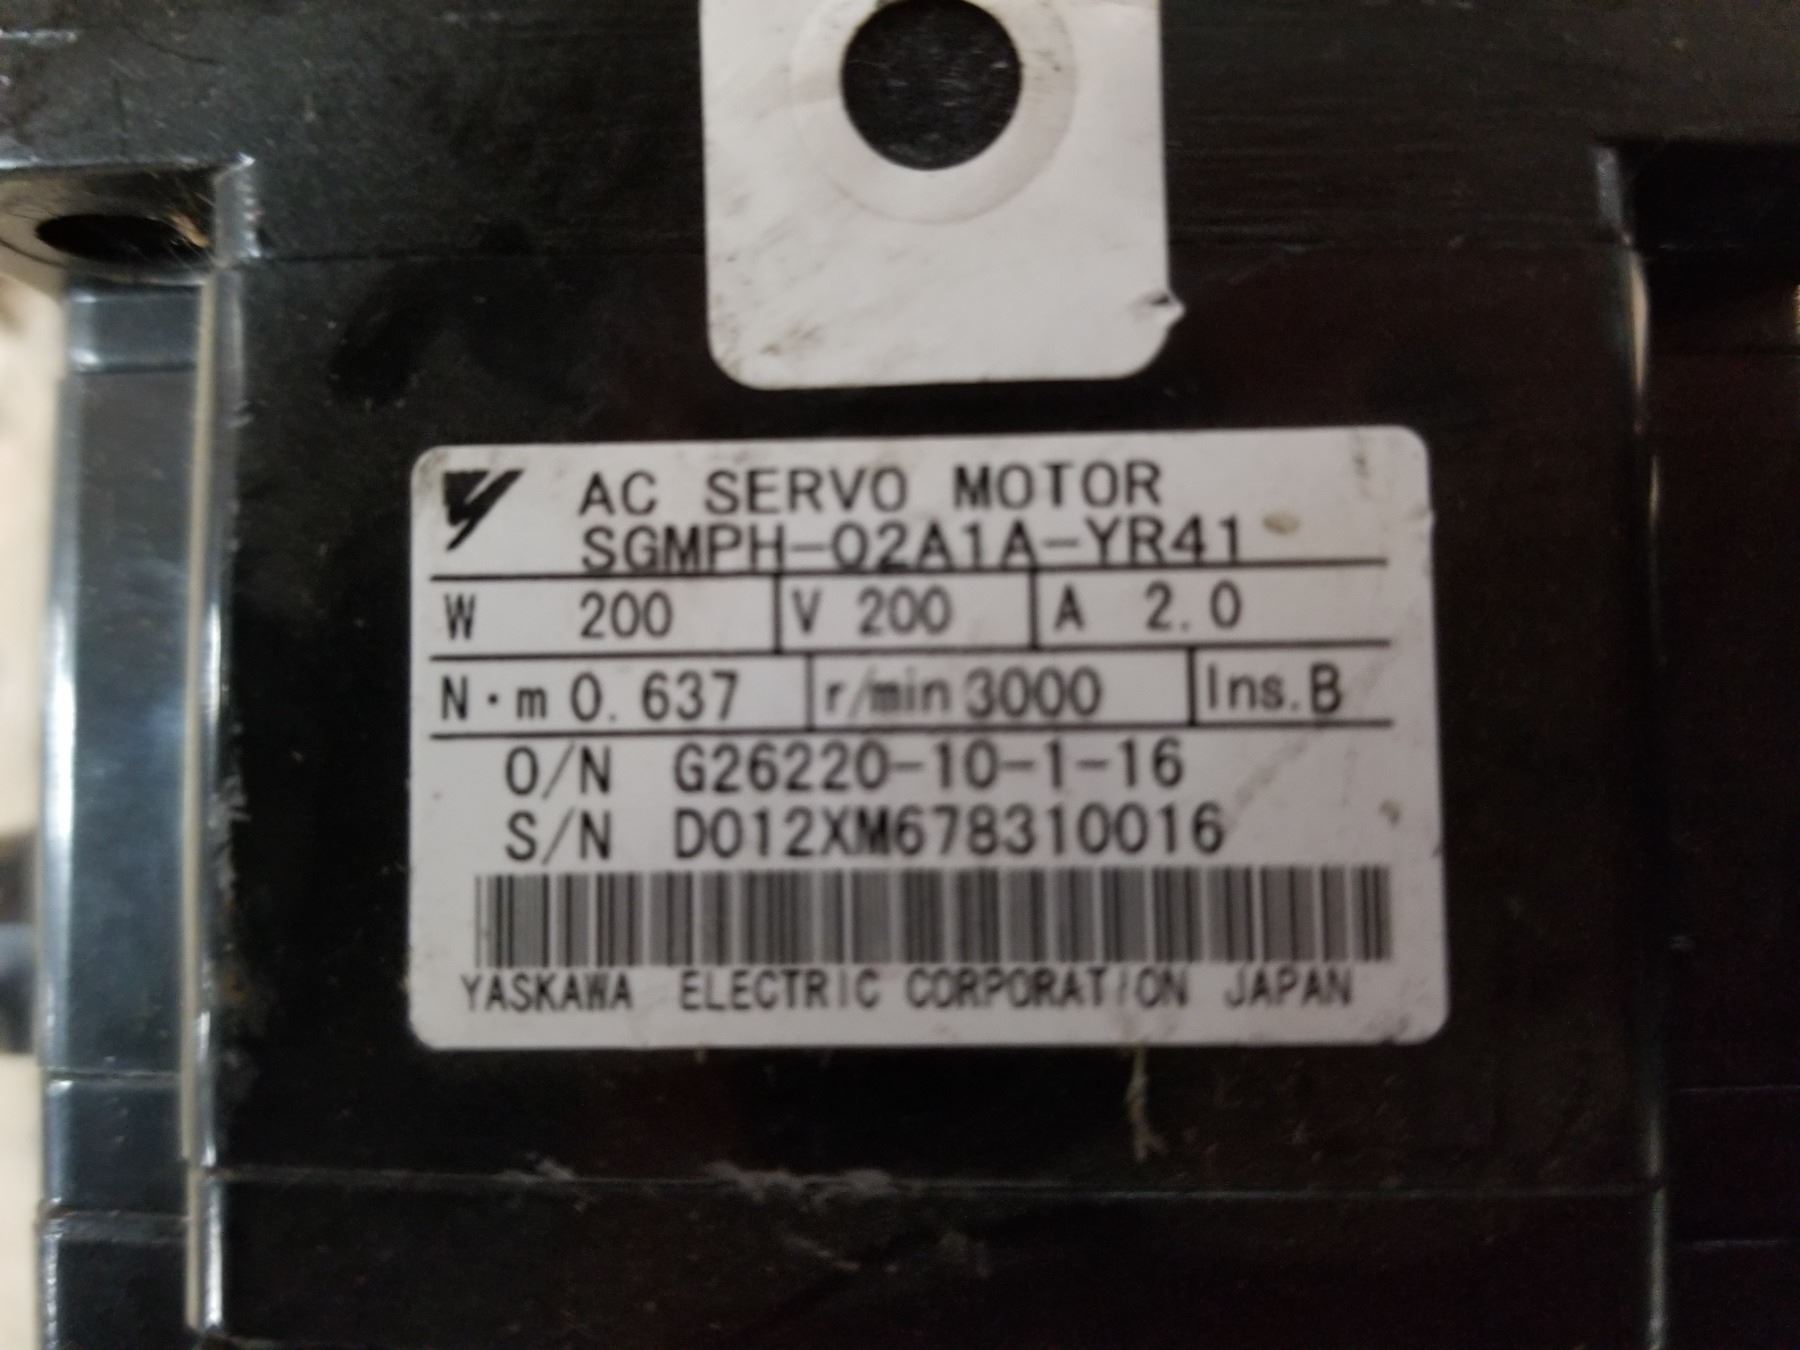 AC SERVO MOTOR
SGMPH-02A1A-YR41
W 200 V 200 A 2.0
N·m 0.637 r/min 3000 Ins. B
O/N G26220-10-1-16
S/N D012XM678310016
YASKAWA ELECTRIC CORPORATION JAPAN